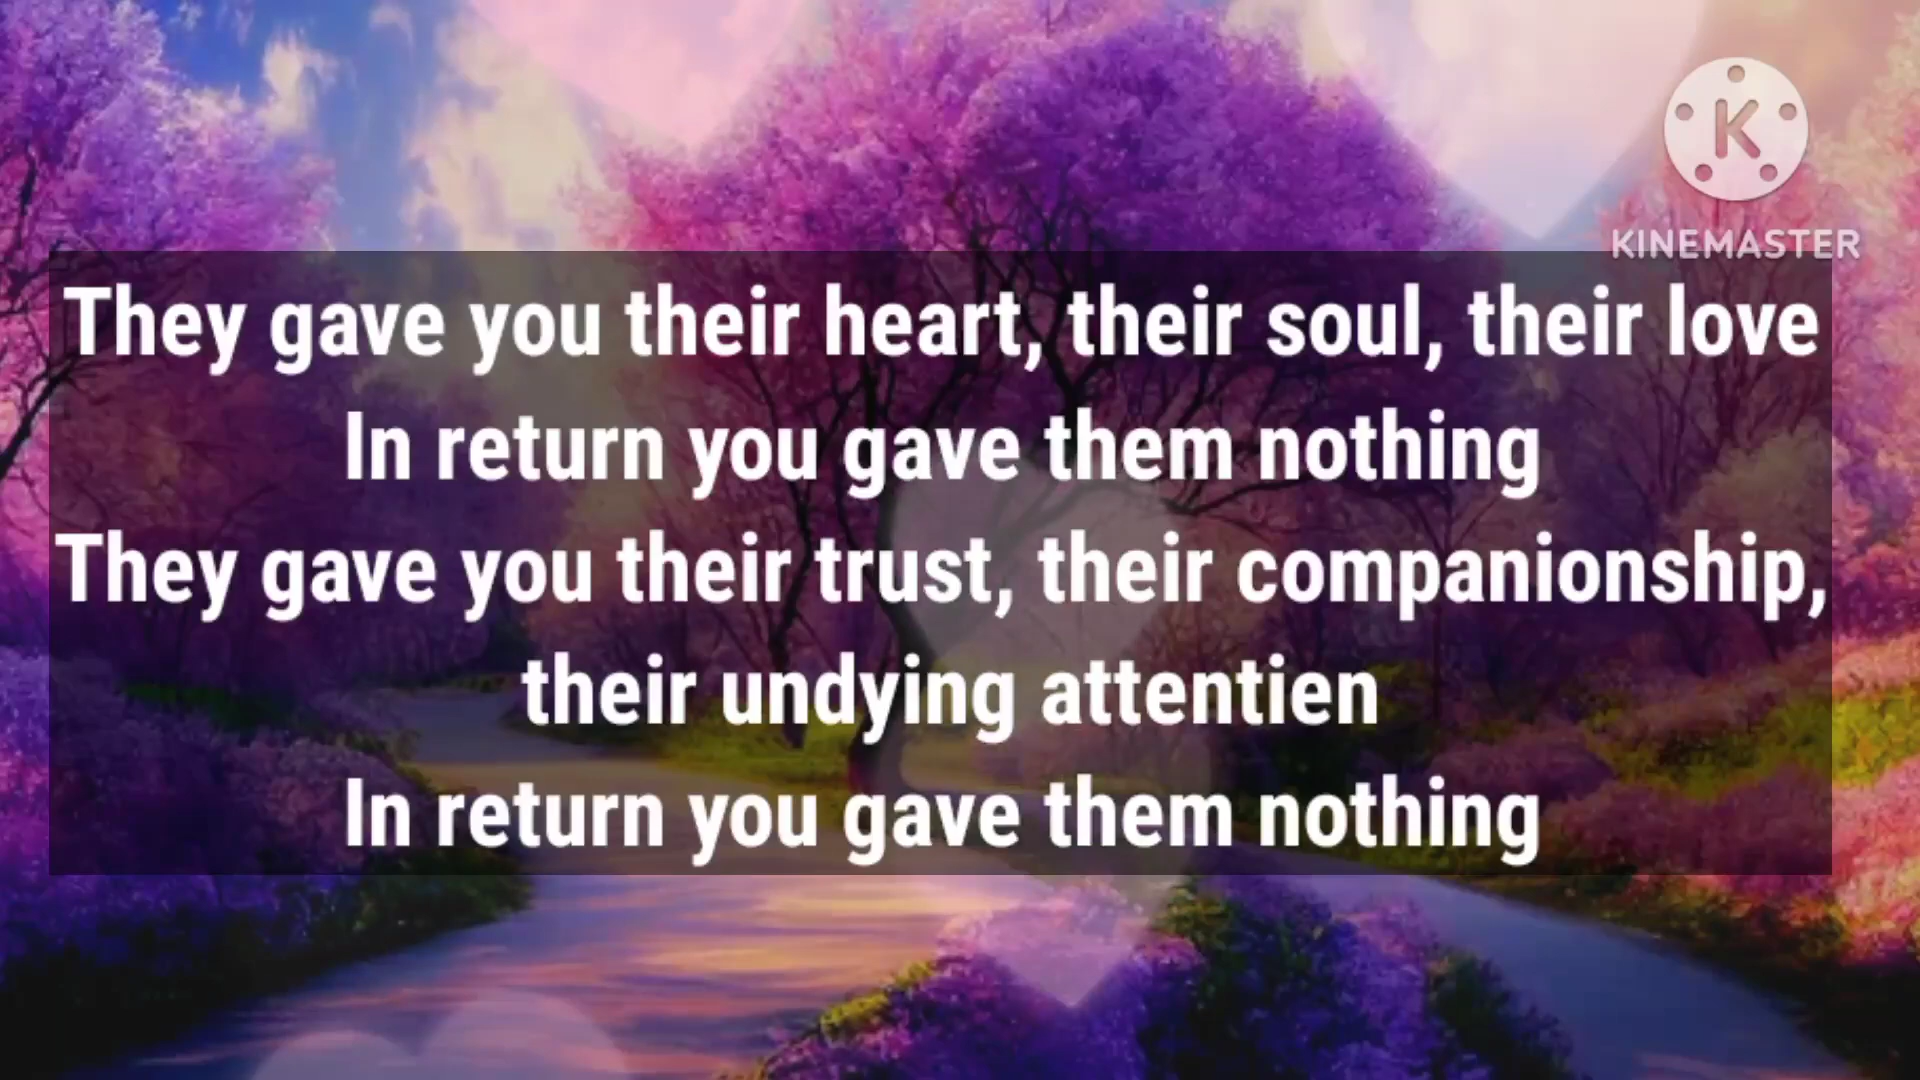 K
KINEMASTER
They gave you their heart, their soul, their love
In return you gave them nothing
They gave you their trust, their companionship,
their undying attentien
In return you gave them nothing